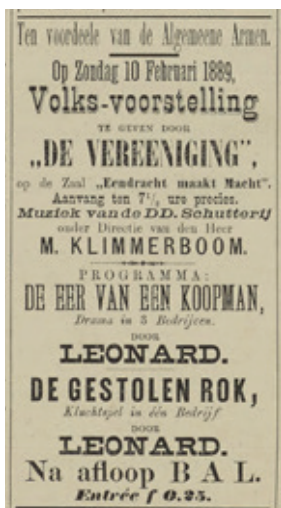 Ten voordeele van de Algemeene Armen.
Op Zondag 10 Februari 1889,
Volks-voorstelling
TE GEVEN DOOR
„DE VEREENIGING”,
op de Zaal „Eendracht maakt Macht”.
Aanvang ten 7½ ure precies.
Muziek van de DD. Schutterij
onder Directie van den Heer
M. KLIMMERBOOM.
PROGRAMMA:
DE EER VAN EEN KOOPMAN,
Drama in 3 Bedrijven.
DOOR
LEONARD.
DE GESTOLEN ROK,
Kluchtspel in één Bedrijf
DOOR
LEONARD.
Na afloop BAL.
Entrée f 0.25.